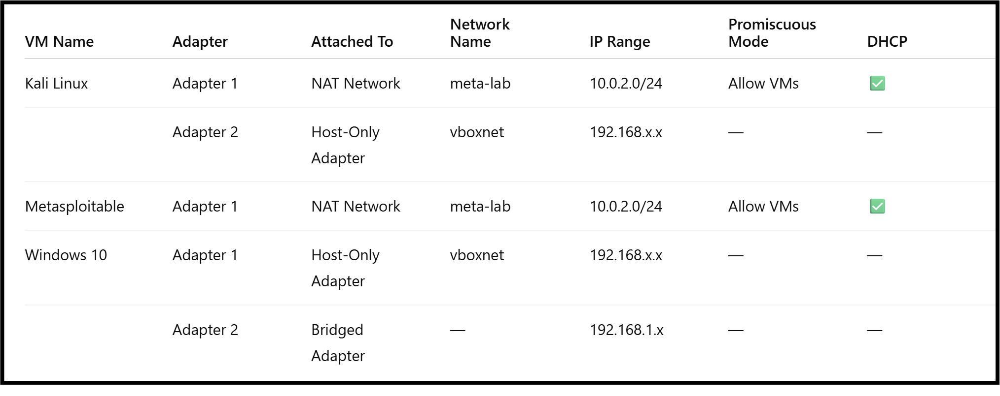 VM Name Adapter Attached To Network Name IP Range Promiscuous Mode DHCP
Kali Linux Adapter 1 NAT Network meta-lab 10.0.2.0/24 Allow VMs ✅
Adapter 2 Host-Only Adapter vboxnet 192.168.x.x — —
Metasploitable Adapter 1 NAT Network meta-lab 10.0.2.0/24 Allow VMs ✅
Windows 10 Adapter 1 Host-Only Adapter vboxnet 192.168.x.x — —
Adapter 2 Bridged Adapter — 192.168.1.x — —